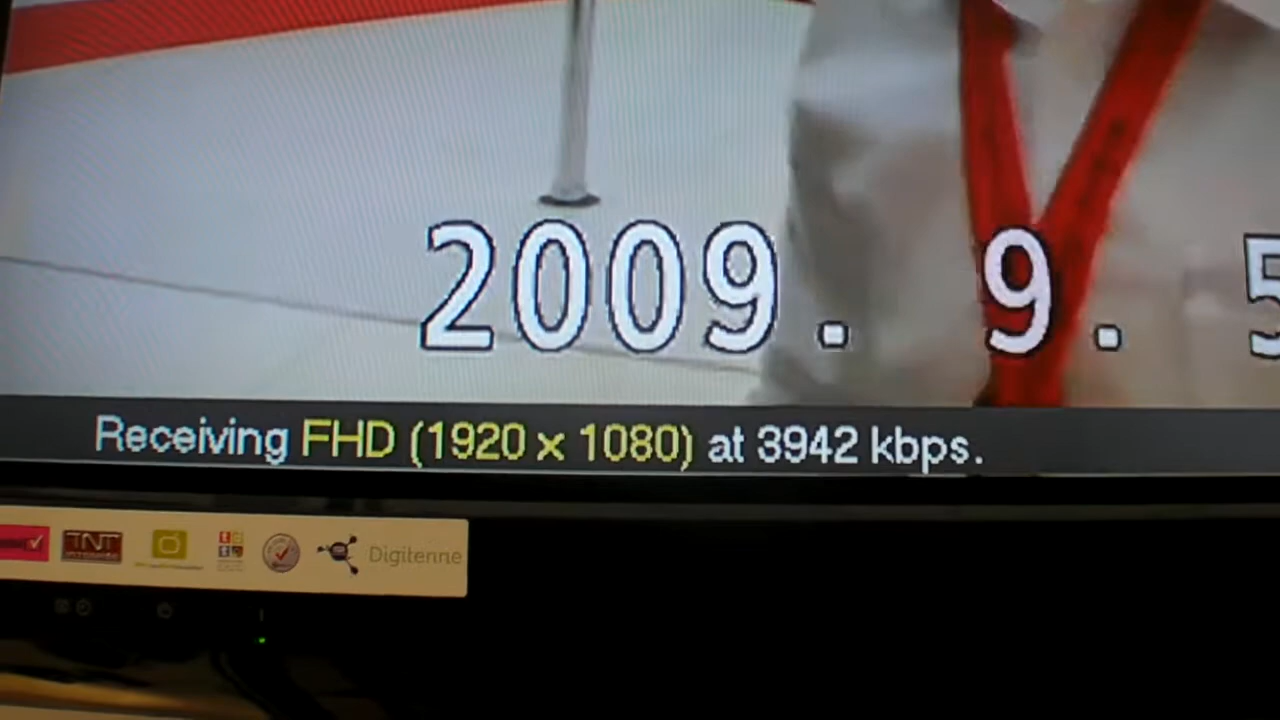 2009. 9. 5
Receiving FHD (1920 x 1080) at 3942 kbps.
TNT
Digitenne